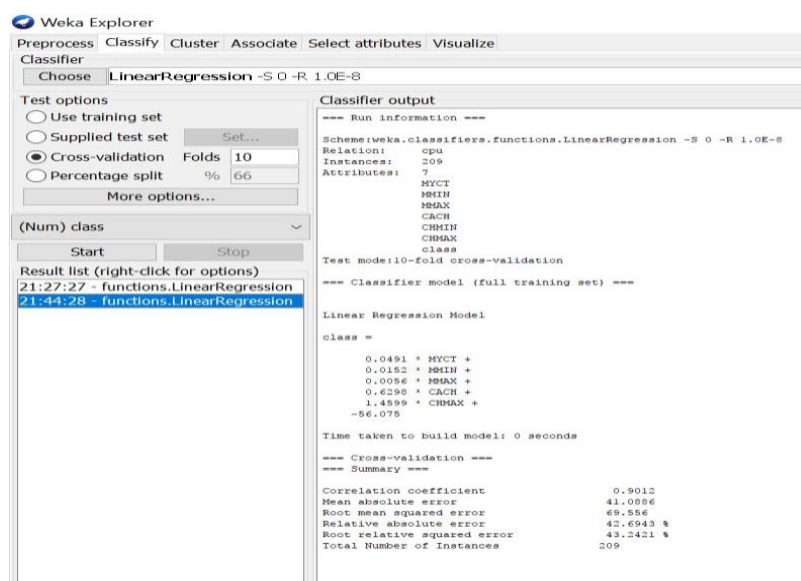 Weka Explorer
Preprocess Classify Cluster Associate Select attributes Visualize
Classifier
Choose LinearRegression -S 0 -R 1.0E-8
Test options
Use training set
Supplied test set Set...
Cross-validation Folds 10
Percentage split % 66
More options...
(Num) class
Start Stop
Result list (right-click for options)
21:27:27 - functions.LinearRegression
21:44:28 - functions.LinearRegression
Classifier output
=== Run information ===
Scheme:weka.classifiers.functions.LinearRegression -S 0 -R 1.0E-8
Relation: cpu
Instances: 209
Attributes: 7
MYCT
MMIN
MMAX
CACH
CHMIN
CHMAX
class
Test mode:10-fold cross-validation
=== Classifier model (full training set) ===
Linear Regression Model
class =
0.0491 * MYCT +
0.0152 * MMIN +
0.0056 * MMAX +
0.6298 * CACH +
1.4599 * CHMAX +
-56.075
Time taken to build model: 0 seconds
=== Cross-validation ===
=== Summary ===
Correlation coefficient 0.9012
Mean absolute error 41.0886
Root mean squared error 69.556
Relative absolute error 42.6943 %
Root relative squared error 43.2421 %
Total Number of Instances 209